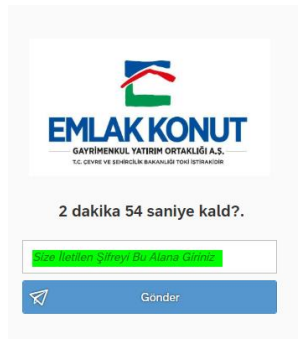 EMLAK KONUT
GAYRİMENKUL YATIRIM ORTAKLIĞI A.Ş.
T.C. ÇEVRE VE ŞEHİRCİLİK BAKANLIĞI TOKİ İŞTİRAKİDİR
2 dakika 54 saniye kald?.
Size İletilen Şifreyi Bu Alana Giriniz
Gönder